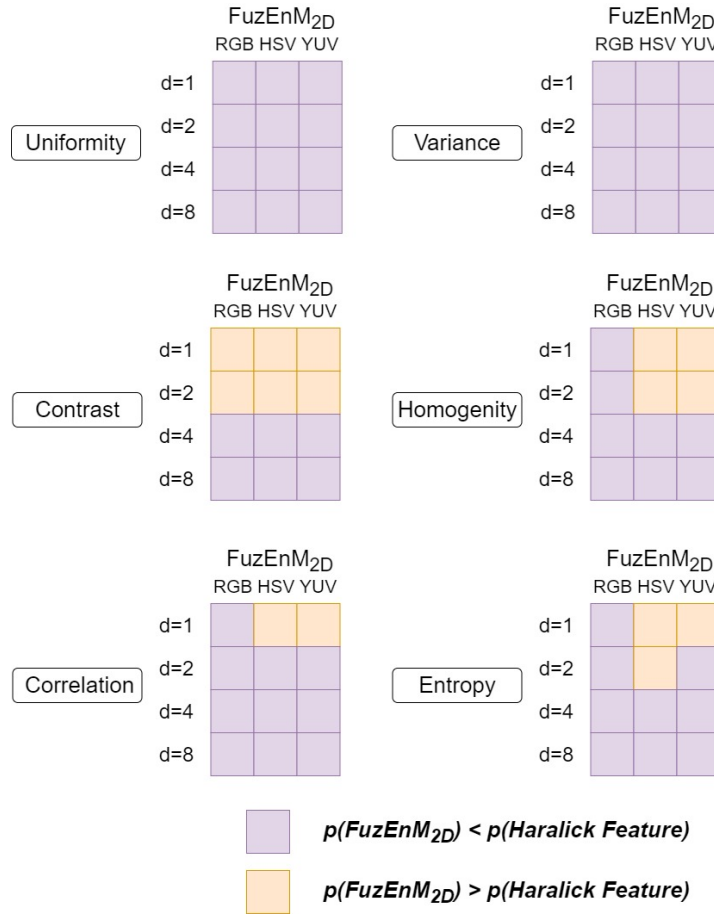 FuzEnM2D FuzEnM2D
RGB HSV YUV RGB HSV YUV
d=1 d=1
d=2 d=2
Uniformity Variance
d=4 d=4
d=8 d=8
FuzEnM2D FuzEnM2D
RGB HSV YUV RGB HSV YUV
d=1 d=1
d=2 d=2
Contrast Homogenity
d=4 d=4
d=8 d=8
FuzEnM2D FuzEnM2D
RGB HSV YUV RGB HSV YUV
d=1 d=1
d=2 d=2
Correlation Entropy
d=4 d=4
d=8 d=8
p(FuzEnM2D) < p(Haralick Feature)
p(FuzEnM2D) > p(Haralick Feature)